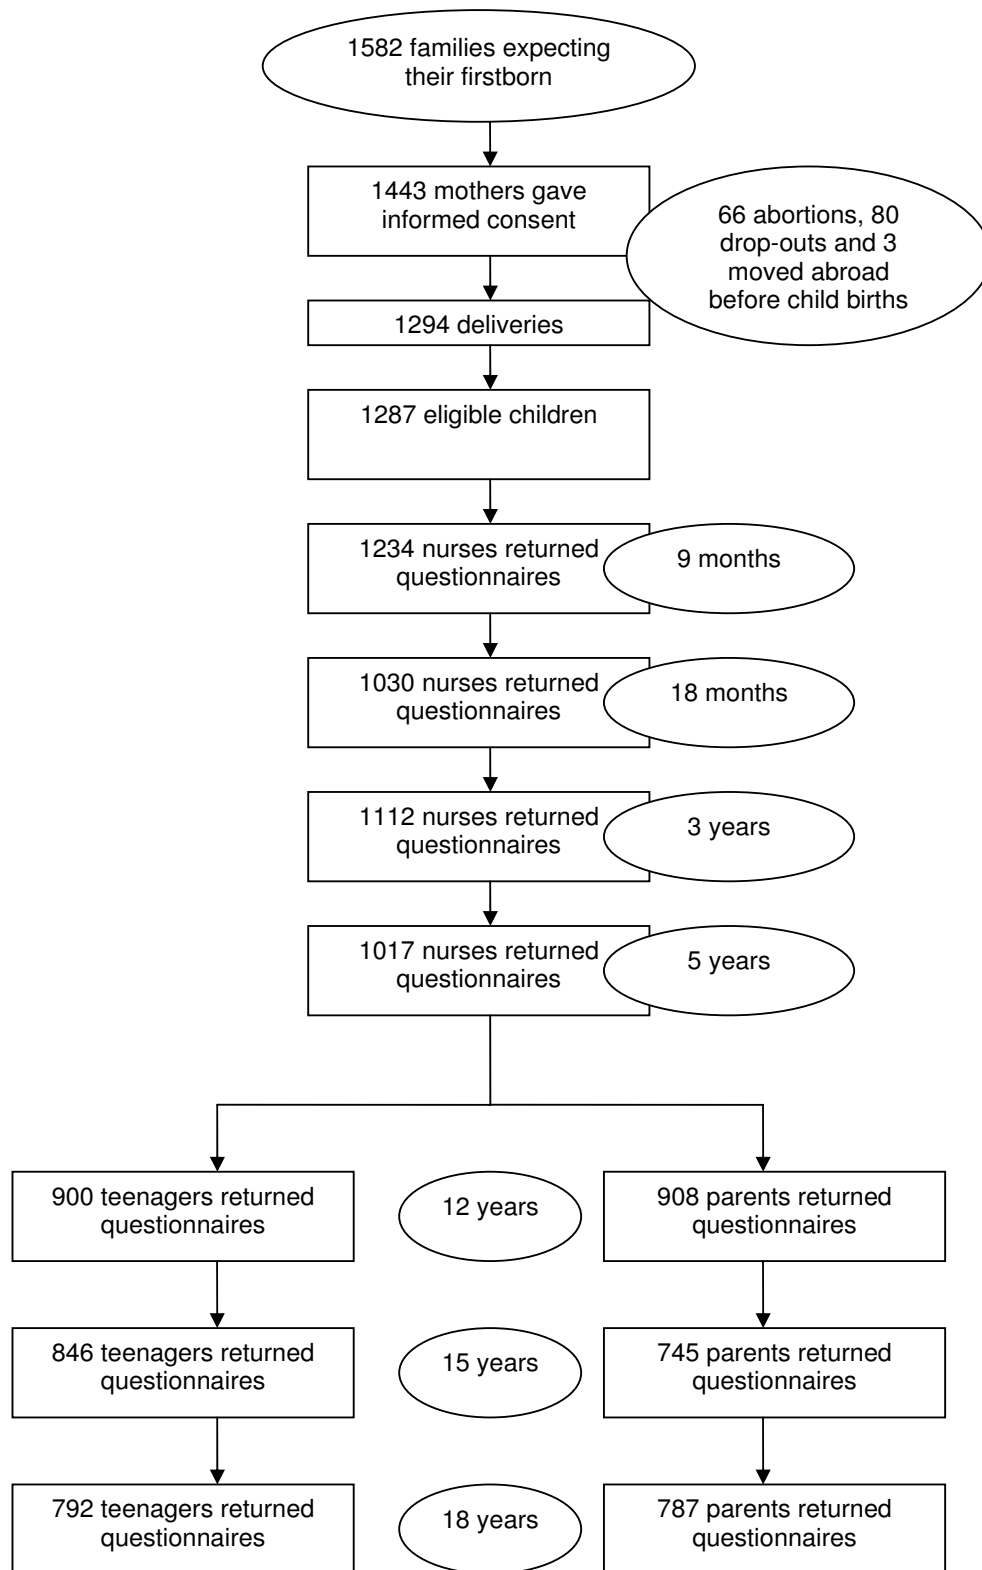 1582 families expecting
their firstborn
1443 mothers gave
informed consent
66 abortions, 80
drop-outs and 3
moved abroad
before child births
1294 deliveries
1287 eligible children
1234 nurses returned
questionnaires
9 months
1030 nurses returned
questionnaires
18 months
1112 nurses returned
questionnaires
3 years
1017 nurses returned
questionnaires
5 years
900 teenagers returned
questionnaires
12 years
908 parents returned
questionnaires
846 teenagers returned
questionnaires
15 years
745 parents returned
questionnaires
792 teenagers returned
questionnaires
18 years
787 parents returned
questionnaires